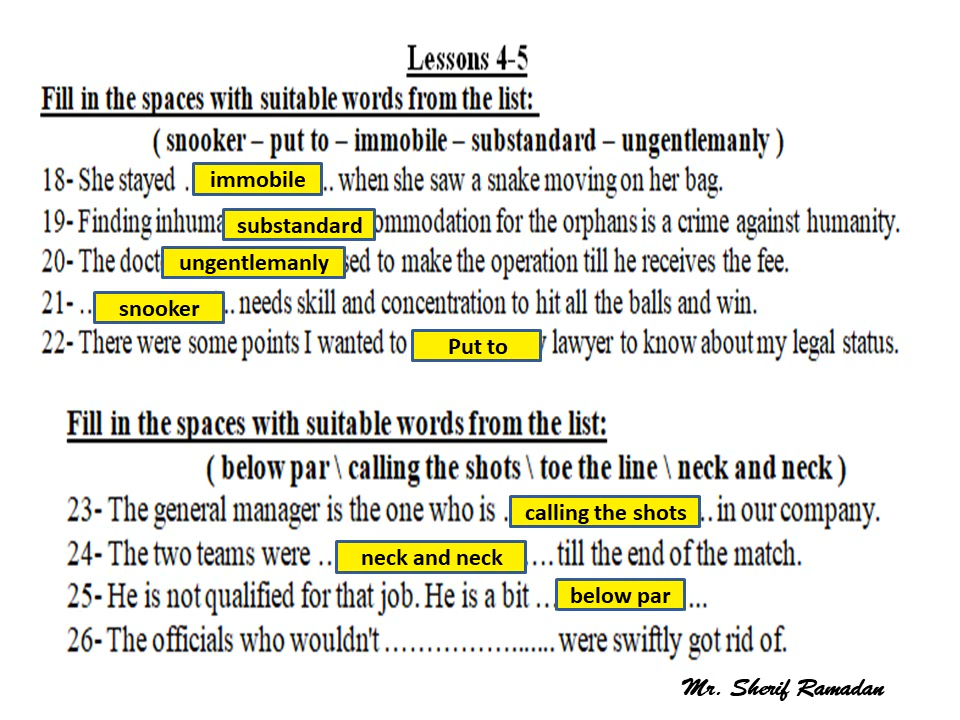 Lessons 4-5
Fill in the spaces with suitable words from the list:
( snooker – put to – immobile – substandard – ungentlemanly )
18- She stayed . immobile .. when she saw a snake moving on her bag.
19- Finding inhuma substandard ommodation for the orphans is a crime against humanity.
20- The doct ungentlemanly sed to make the operation till he receives the fee.
21- .. snooker .. needs skill and concentration to hit all the balls and win.
22- There were some points I wanted to Put to y lawyer to know about my legal status.
Fill in the spaces with suitable words from the list:
( below par \ calling the shots \ toe the line \ neck and neck )
23- The general manager is the one who is . calling the shots .. in our company.
24- The two teams were .. neck and neck .... till the end of the match.
25- He is not qualified for that job. He is a bit ... below par ...
26- The officials who wouldn't ...................... were swiftly got rid of.
Mr. Sherif Ramadan